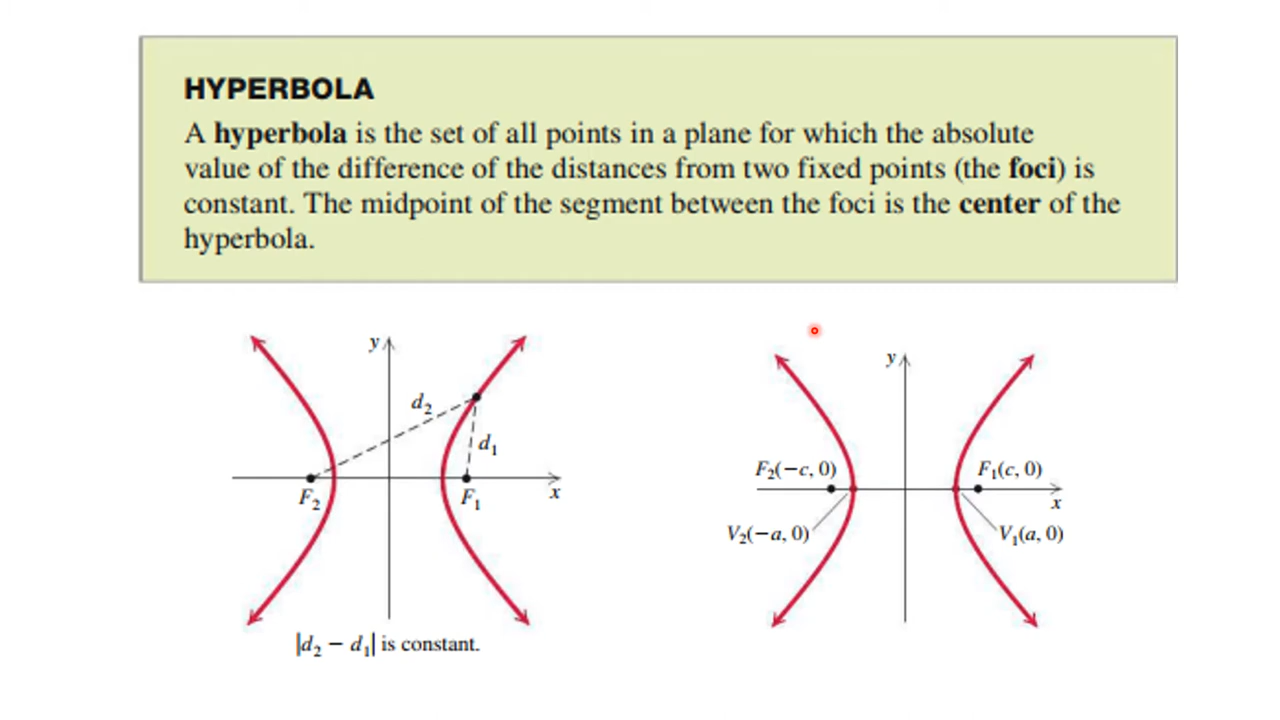 HYPERBOLA
A hyperbola is the set of all points in a plane for which the absolute
value of the difference of the distances from two fixed points (the foci) is
constant. The midpoint of the segment between the foci is the center of the
hyperbola.
y
d₂
d₁
F₂
F₁
x
|d₂ − d₁| is constant.
y
F₂(−c, 0)
F₁(c, 0)
x
V₂(−a, 0)
V₁(a, 0)